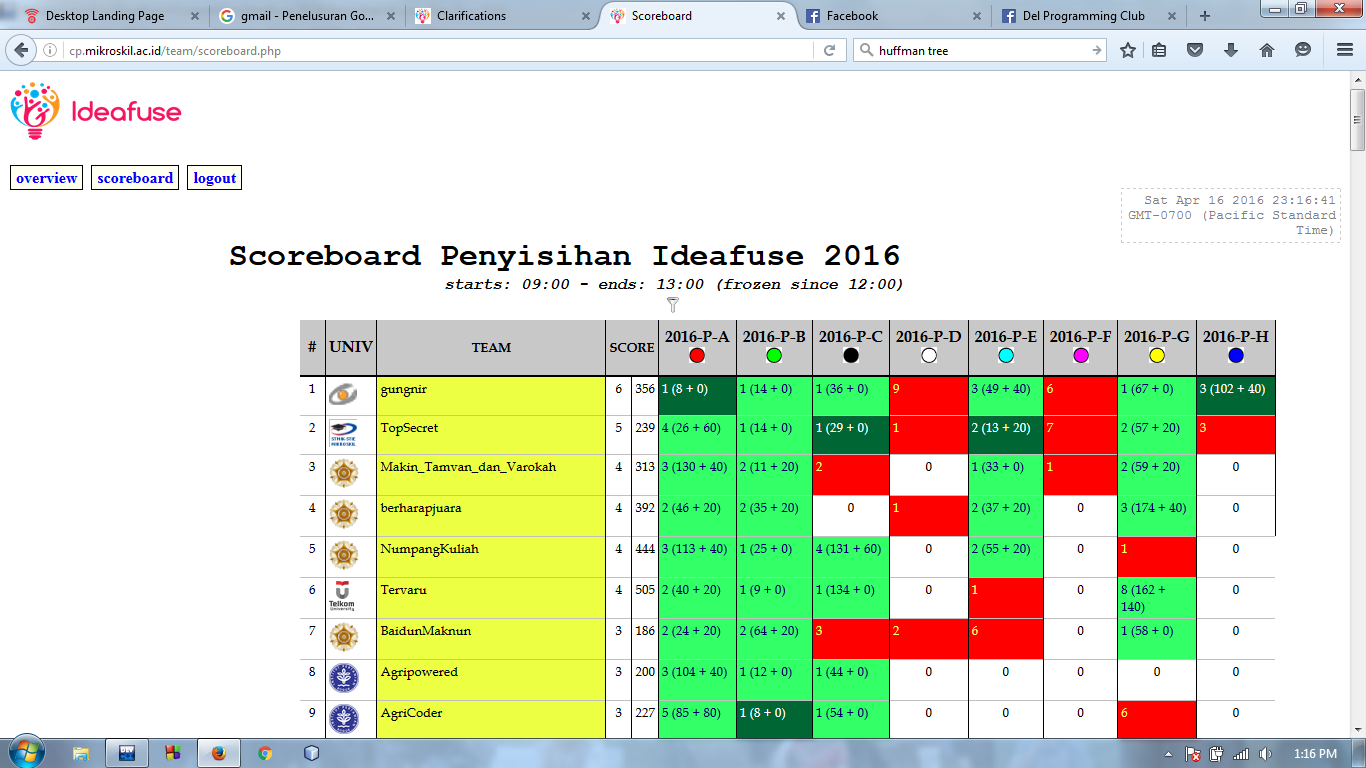 Desktop Landing Page
gmail - Penelusuran Go...
Clarifications
Scoreboard
Facebook
Del Programming Club
cp.mikroskil.ac.id/team/scoreboard.php
huffman tree
Ideafuse
overview scoreboard logout
Sat Apr 16 2016 23:16:41
GMT-0700 (Pacific Standard
Time)
Scoreboard Penyisihan Ideafuse 2016
starts: 09:00 - ends: 13:00 (frozen since 12:00)
# UNIV TEAM SCORE 2016-P-A 2016-P-B 2016-P-C 2016-P-D 2016-P-E 2016-P-F 2016-P-G 2016-P-H
1 gungnir 6 356 1 (8 + 0) 1 (14 + 0) 1 (36 + 0) 9 3 (49 + 40) 6 1 (67 + 0) 3 (102 + 40)
2 STMIK-STIE MIKROSKIL TopSecret 5 239 4 (26 + 60) 1 (14 + 0) 1 (29 + 0) 1 2 (13 + 20) 7 2 (57 + 20) 3
3 Makin_Tamvan_dan_Varokah 4 313 3 (130 + 40) 2 (11 + 20) 2 0 1 (33 + 0) 1 2 (59 + 20) 0
4 berharapjuara 4 392 2 (46 + 20) 2 (35 + 20) 0 1 2 (37 + 20) 0 3 (174 + 40) 0
5 NumpangKuliah 4 444 3 (113 + 40) 1 (25 + 0) 4 (131 + 60) 0 2 (55 + 20) 0 1 0
6 Telkom University Tervaru 4 505 2 (40 + 20) 1 (9 + 0) 1 (134 + 0) 0 1 0 8 (162 + 140) 0
7 BaidunMaknun 3 186 2 (24 + 20) 2 (64 + 20) 3 2 6 0 1 (58 + 0) 0
8 Agripowered 3 200 3 (104 + 40) 1 (12 + 0) 1 (44 + 0) 0 0 0 0 0
9 AgriCoder 3 227 5 (85 + 80) 1 (8 + 0) 1 (54 + 0) 0 0 0 6 0
1:16 PM